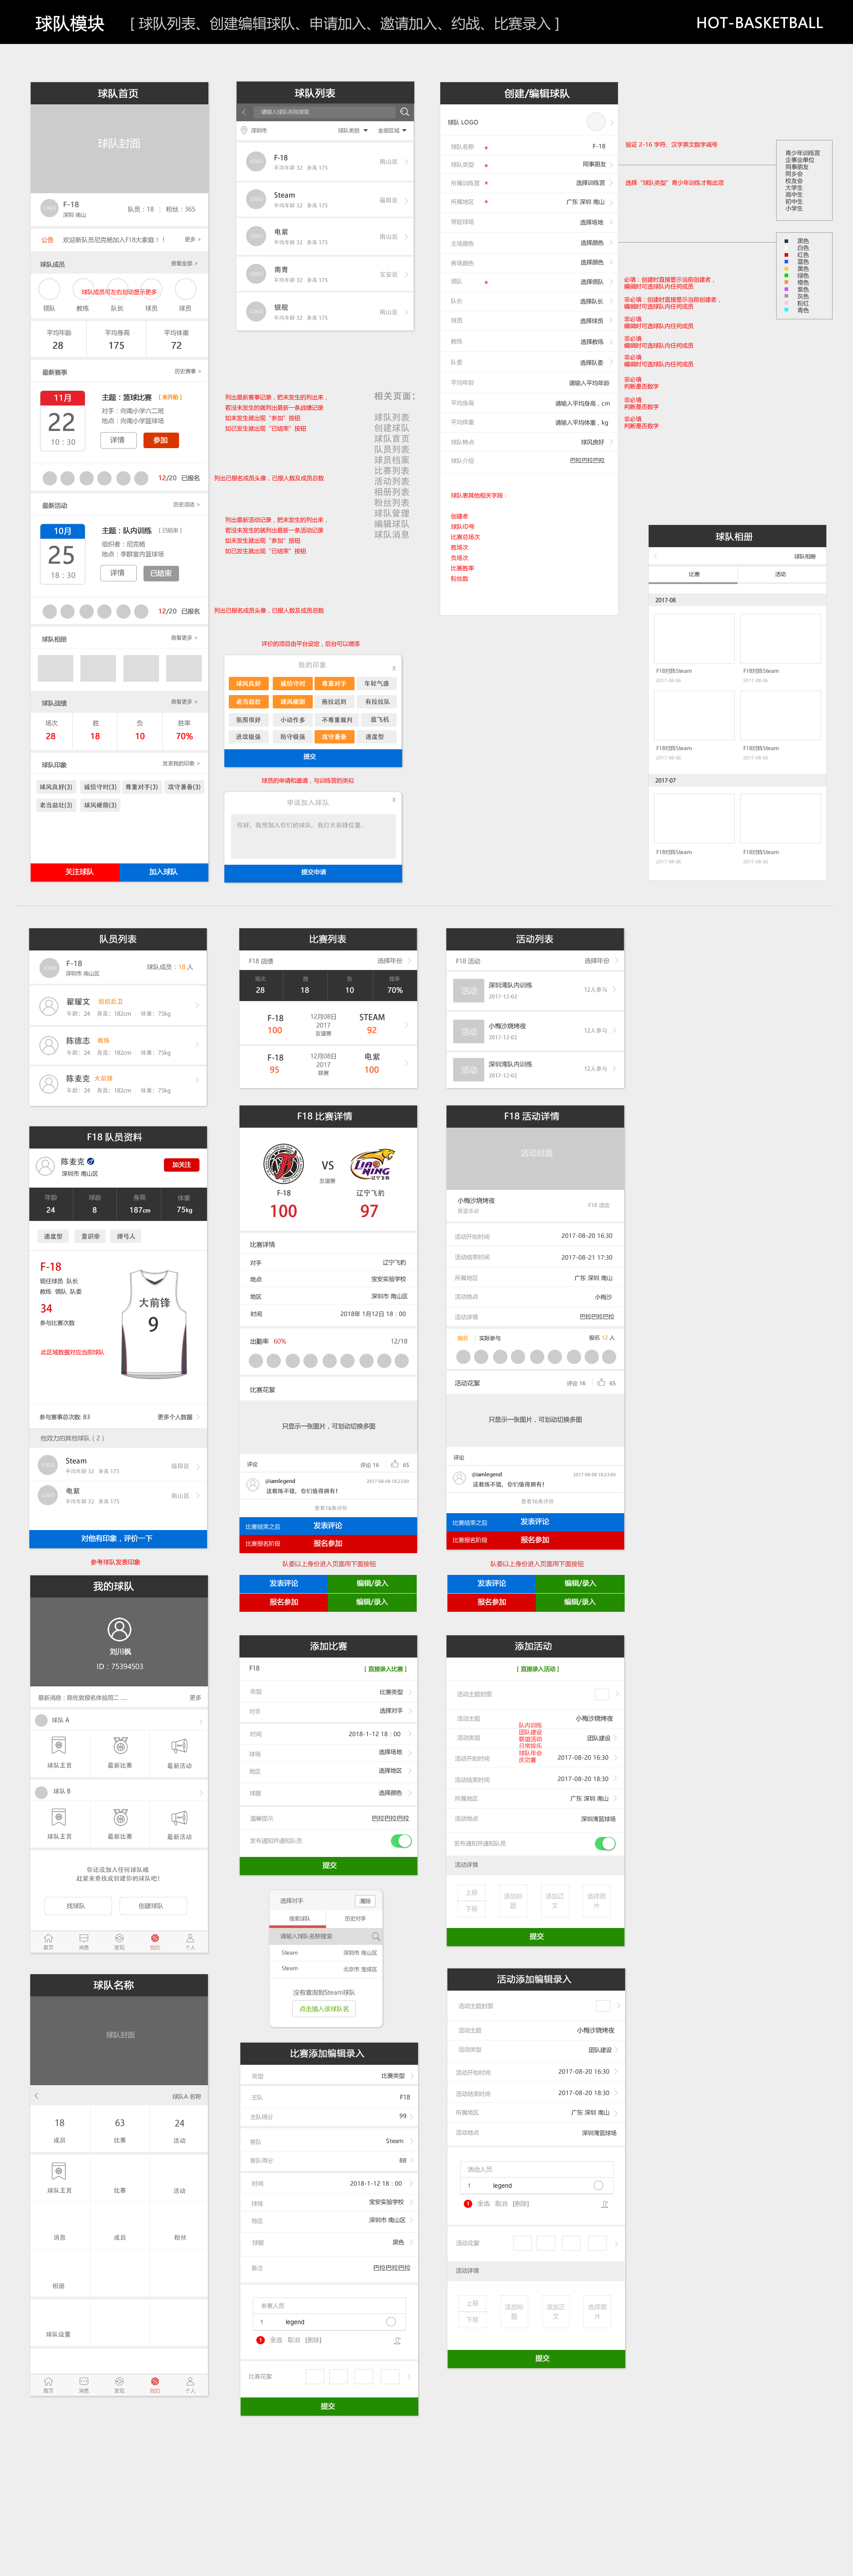 球队模块
[ 球队列表、创建编辑球队、申请加入、邀请加入、约战、比赛录入 ]
HOT-BASKETBALL
球队首页
球队封面
LOGO
F-18
深圳 南山
队员：18 | 粉丝：365
公告 欢迎新队员尼克杨加入F18大家庭！！ 更多 >
球队成员 查看全部 >
球队成员可左右划动显示更多
领队 教练 队长 球员 球员
平均年龄 平均身高 平均体重
28 175 72
最新赛事 历史赛事 >
11月
22
10：30
主题：篮球比赛 [ 未开始 ]
对手：向南小学六二班
地点：向南小学篮球场
详情 参加
12/20 已报名
最新活动 历史活动 >
10月
25
18：30
主题：队内训练 [ 已结束 ]
组织者：尼克杨
地点：李群室内篮球场
详情 已结束
12/20 已报名
球队相册 查看更多 >
球队战绩 查看更多 >
场次 胜 负 胜率
28 18 10 70%
球队印象 发表我的印象 >
球风良好(3) 诚信守时(3) 尊重对手(3) 攻守兼备(3)
老当益壮(3) 球风硬朗(3)
关注球队 加入球队
球队列表
请输入球队名称搜索
深圳市 球队类别 全部区域
LOGO F-18 南山区
平均年龄 32 身高 175
LOGO Steam 福田区
平均年龄 32 身高 175
LOGO 电紫 南山区
平均年龄 32 身高 175
LOGO 南青 宝安区
平均年龄 32 身高 175
LOGO 银舰 南山区
平均年龄 32 身高 175
列出最新赛事记录，把未发生的列出来，
若没未发生的就列出最新一条战绩记录
如未发生就出现“参加”按钮
如已发生就出现“已结束”按钮
列出已报名成员头像，已报人数及成员总数
列出最新活动记录，把未发生的列出来，
若没未发生的就列出最新一条活动记录
如未发生就出现“参加”按钮
如已发生就出现“已结束”按钮
列出已报名成员头像，已报人数及成员总数
相关页面：
球队列表
创建球队
球队首页
队员列表
球员档案
比赛列表
活动列表
相册列表
粉丝列表
球队管理
编辑球队
球队消息
评价的项目由平台设定，后台可以增添
我的印象 X
球风良好 诚信守时 尊重对手 年轻气盛
老当益壮 球风硬朗 拖拉迟到 有拉拉队
氛围很好 小动作多 不尊重裁判 放飞机
进攻极强 防守极强 攻守兼备 速度型
提交
球员的申请和邀请，与训练营的类似
申请加入球队 X
你好，我想加入你们的球队，我打大前锋位置。
提交申请
创建/编辑球队
球队 LOGO
球队名称 * F-18
球队类型 * 同事朋友
所属训练营 * 选择训练营
所属地区 * 广东 深圳 南山
常驻球场 选择场地
主场颜色 选择颜色
客场颜色 选择颜色
领队 * 选择领队
队长 选择队长
球员 选择球员
教练 选择教练
队委 选择队委
平均年龄 请输入平均年龄
平均身高 请输入平均身高，cm
平均体重 请输入平均体重，kg
球队特点 球风良好
球队介绍 巴拉巴拉巴拉
球队表其他相关字段：
创建者
球队ID号
比赛总场次
胜场次
负场次
比赛胜率
粉丝数
验证 2-16 字符，汉字英文数字减号
选择“球队类型”青少年训练才有此项
必填：创建时直接显示当前创建者，
编辑时可选球队内任何成员
非必填：创建时直接显示当前创建者，
编辑时可选球队内任何成员
非必填
编辑时可选球队内任何成员
非必填
编辑时可选球队内任何成员
非必填
编辑时可选球队内任何成员
非必填
判断是否数字
非必填
判断是否数字
非必填
判断是否数字
青少年训练营
企事业单位
同事朋友
同乡会
校友会
大学生
高中生
初中生
小学生
黑色
白色
红色
蓝色
黄色
绿色
橙色
紫色
灰色
粉红
青色
球队相册
球队相册
比赛 活动
2017-08
F18对阵Steam F18对阵Steam
2017-08-06 2017-08-06
F18对阵Steam F18对阵Steam
2017-08-06 2017-08-06
2017-07
F18对阵Steam F18对阵Steam
2017-08-06 2017-08-06
队员列表
LOGO F-18
深圳市 南山区
球队成员：18 人
翟耀文 组织后卫
年龄：24 身高：182cm 体重：75kg
陈德志 教练
年龄：24 身高：182cm 体重：75kg
陈麦克 大前锋
年龄：24 身高：182cm 体重：75kg
F18 队员资料
陈麦克
深圳市 南山区
加关注
年龄 球龄 身高 体重
24 8 187cm 75kg
速度型 意识帝 弹弓人
F-18
现任球员 队长
教练 领队 队委
34
参与比赛次数
此区域数据对应当前球队
大前锋
9
参与赛事总次数: 83 更多个人数据
他效力的其他球队（ 2 ）
LOGO Steam 福田区
平均年龄 32 身高 175
LOGO 电紫 南山区
平均年龄 32 身高 175
对他有印象，评价一下
参考球队发表印象
我的球队
刘川枫
ID：75394503
最新消息：陈佐敦报名体验周二 .... 更多
球队 A
球队主页 最新比赛 最新活动
球队 B
球队主页 最新比赛 最新活动
你还没加入任何球队哦
赶紧来查找或创建你的球队吧！
找球队 创建球队
首页 消息 发现 我的 个人
球队名称
球队封面
球队A 名称
18 63 24
成员 比赛 活动
球队主页 比赛 活动
消息 成员 粉丝
相册
球队设置
首页 消息 发现 我的 个人
比赛列表
F18 战绩 选择年份
场次 胜 负 胜率
28 18 10 70%
F-18 12月08日 STEAM
100 2017 92
友谊赛
F-18 12月08日 电紫
95 2017 100
联赛
F18 比赛详情
LIAONING
辽宁飞豹
VS
友谊赛
F-18 辽宁飞豹
100 97
比赛详情
对手 辽宁飞豹
地点 宝安实验学校
地区 深圳市 南山区
时间 2018年 1月12日 18：00
出勤率 60% 12/18
比赛花絮
只显示一张图片，可划动切换多图
评论 评论 16 65
@iamlegend 2017-08-08 18:23:00
这教练不错，你们值得拥有！
查看16条评价
比赛结束之后 发表评论
比赛报名阶段 报名参加
队委以上身份进入页面用下面按钮
发表评论 编辑/录入
报名参加 编辑/录入
添加比赛
F18 [ 直接录入比赛 ]
类型 比赛类型
对手 选择对手
时间 2018-1-12 18：00
球场 选择场地
地区 选择地区
球服 选择颜色
温馨提示 巴拉巴拉巴拉
发布通知并通知队员
提交
选择对手 清除
搜索球队 历史对手
请输入球队名称搜索
Steam 深圳市 南山区
Steam 北京市 宣武区
没有查询到Steam球队
点击插入该球队名
比赛添加编辑录入
类型 比赛类型
主队 F18
主队得分 99
客队 Steam
客队得分 88
时间 2018-1-12 18：00
球场 宝安实验学校
地区 深圳市 南山区
球服 黑色
备注 巴拉巴拉巴拉
参赛人员
1 legend
全选 取消 [删除]
比赛花絮
提交
活动列表
F18 活动 选择年份
活动 深圳湾队内训练 12人参与
2017-12-02
活动 小梅沙烧烤夜 12人参与
2017-12-02
活动 深圳湾队内训练 12人参与
2017-12-02
F18 活动详情
活动封面
小梅沙烧烤夜
联谊活动
F18 活动
活动开始时间 2017-08-20 16:30
活动结束时间 2017-08-21 17:30
所属地区 广东 深圳 南山
活动地点 小梅沙
活动详情 巴拉巴拉巴拉
报名 | 实际参与 报名 12 人
活动花絮 评论 16 65
只显示一张图片，可划动切换多图
评论
@iamlegend 2017-08-08 18:23:00
这教练不错，你们值得拥有！
查看16条评价
比赛结束之后 发表评论
比赛报名阶段 报名参加
队委以上身份进入页面用下面按钮
发表评论 编辑/录入
报名参加 编辑/录入
添加活动
[ 直接录入活动 ]
活动主题封面
活动主题 小梅沙烧烤夜
活动类型 团队建设
队内训练
团队建设
联谊活动
日常娱乐
球队年会
庆功宴
活动开始时间 2017-08-20 16:30
活动结束时间 2017-08-20 18:30
所属地区 广东 深圳 南山
活动地点 深圳湾篮球场
发布通知并通知队员
活动详情
上移 下移 添加标题 添加正文 选择图片
提交
活动添加编辑录入
活动主题封面
活动主题 小梅沙烧烤夜
活动类型 团队建设
活动开始时间 2017-08-20 16:30
活动结束时间 2017-08-20 18:30
所属地区 广东 深圳 南山
活动地点 深圳湾篮球场
活动人员
1 legend
全选 取消 [删除]
活动花絮
活动详情
上移 下移 添加标题 添加正文 选择图片
提交